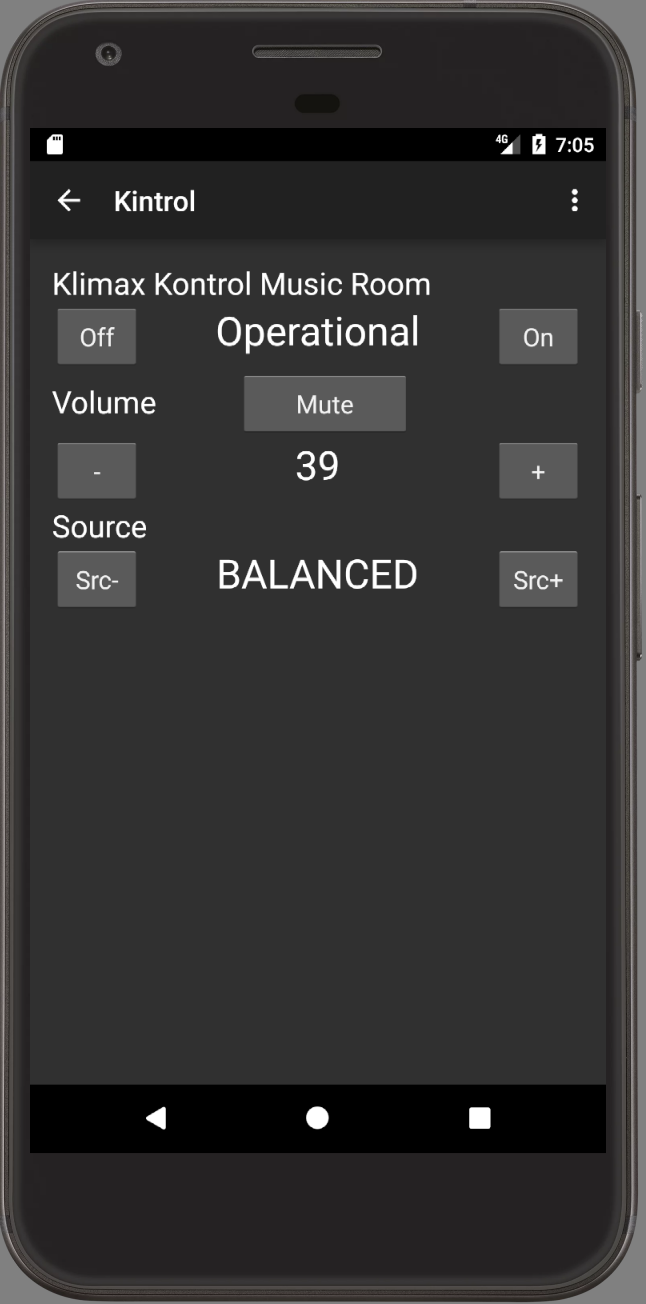 4G 7:05
Kintrol
Klimax Kontrol Music Room
Off Operational On
Volume Mute
- 39 +
Source
Src- BALANCED Src+